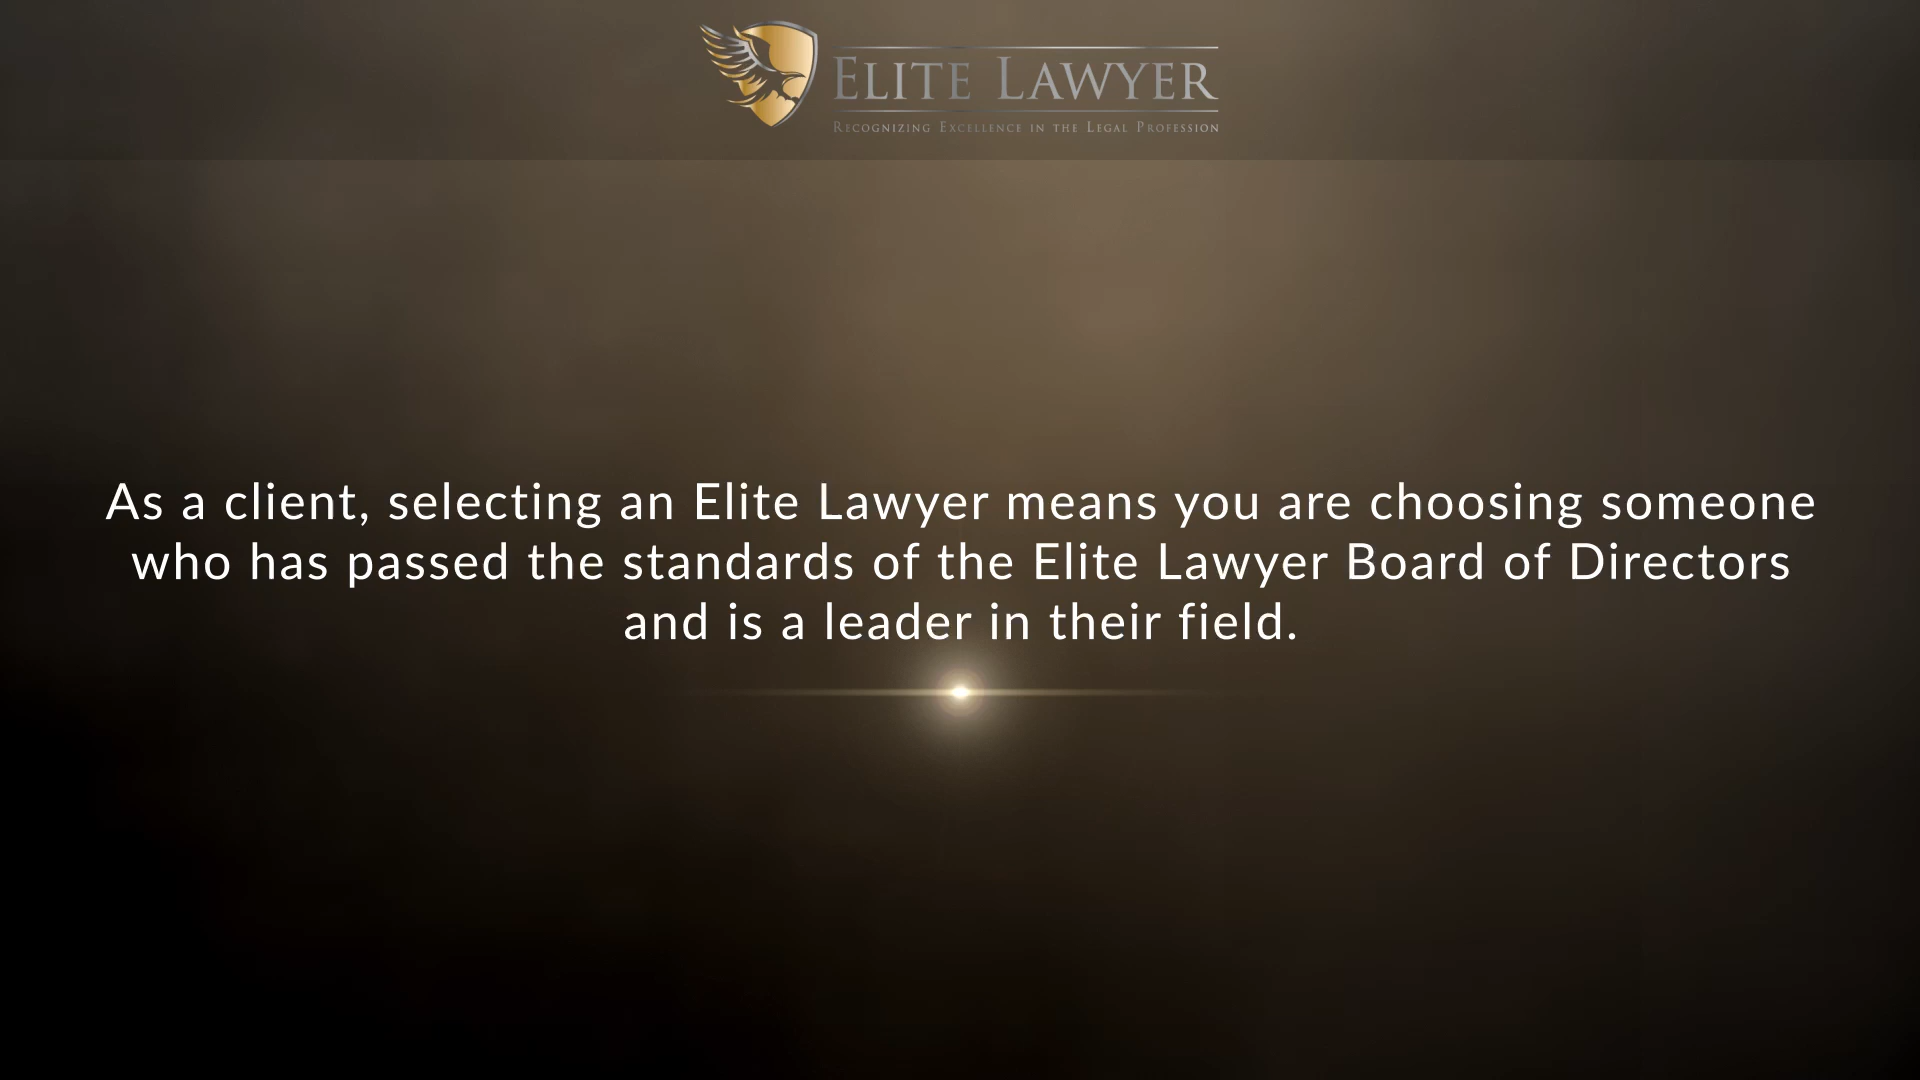 ELITE LAWYER
RECOGNIZING EXCELLENCE IN THE LEGAL PROFESSION
As a client, selecting an Elite Lawyer means you are choosing someone
who has passed the standards of the Elite Lawyer Board of Directors
and is a leader in their field.